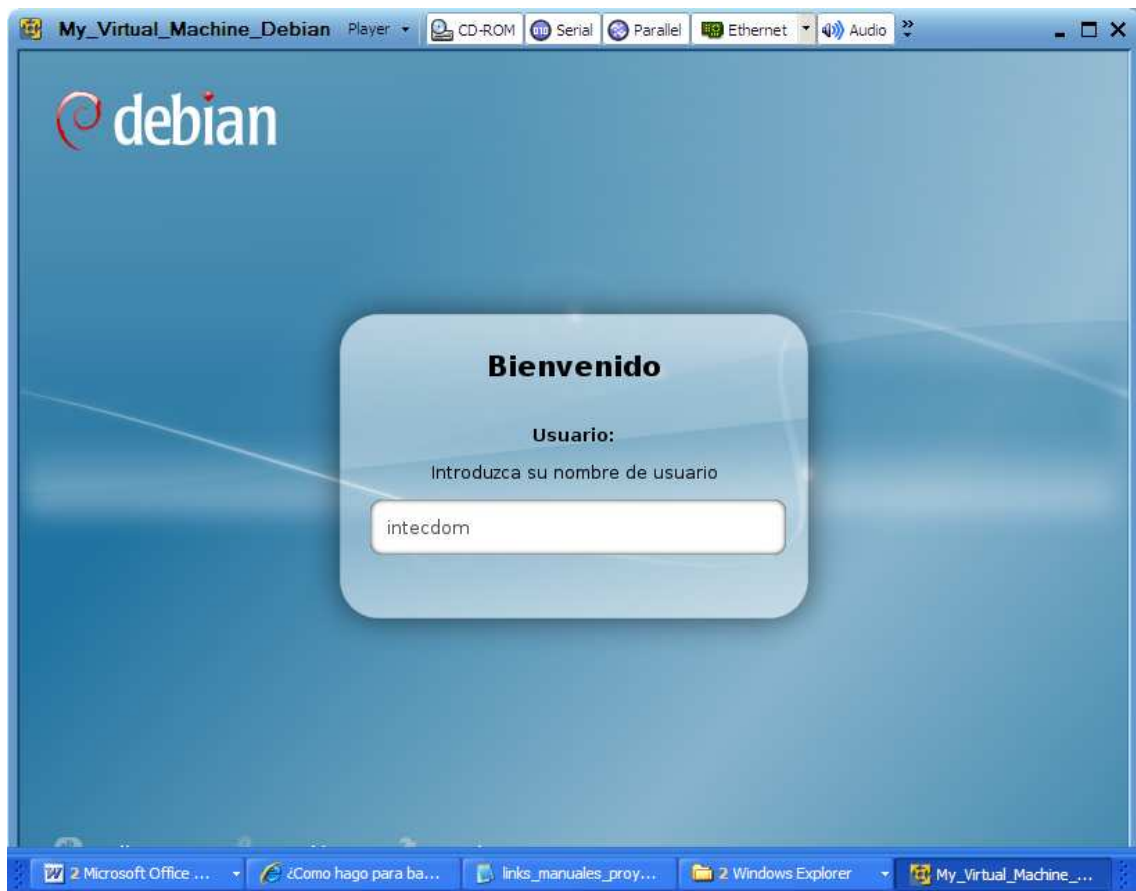 My_Virtual_Machine_Debian Player CD-ROM Serial Parallel Ethernet Audio
debian
Bienvenido
Usuario:
Introduzca su nombre de usuario
intecdom
2 Microsoft Office ... ¿Como hago para ba... links_manuales_proy... 2 Windows Explorer My_Virtual_Machine_...